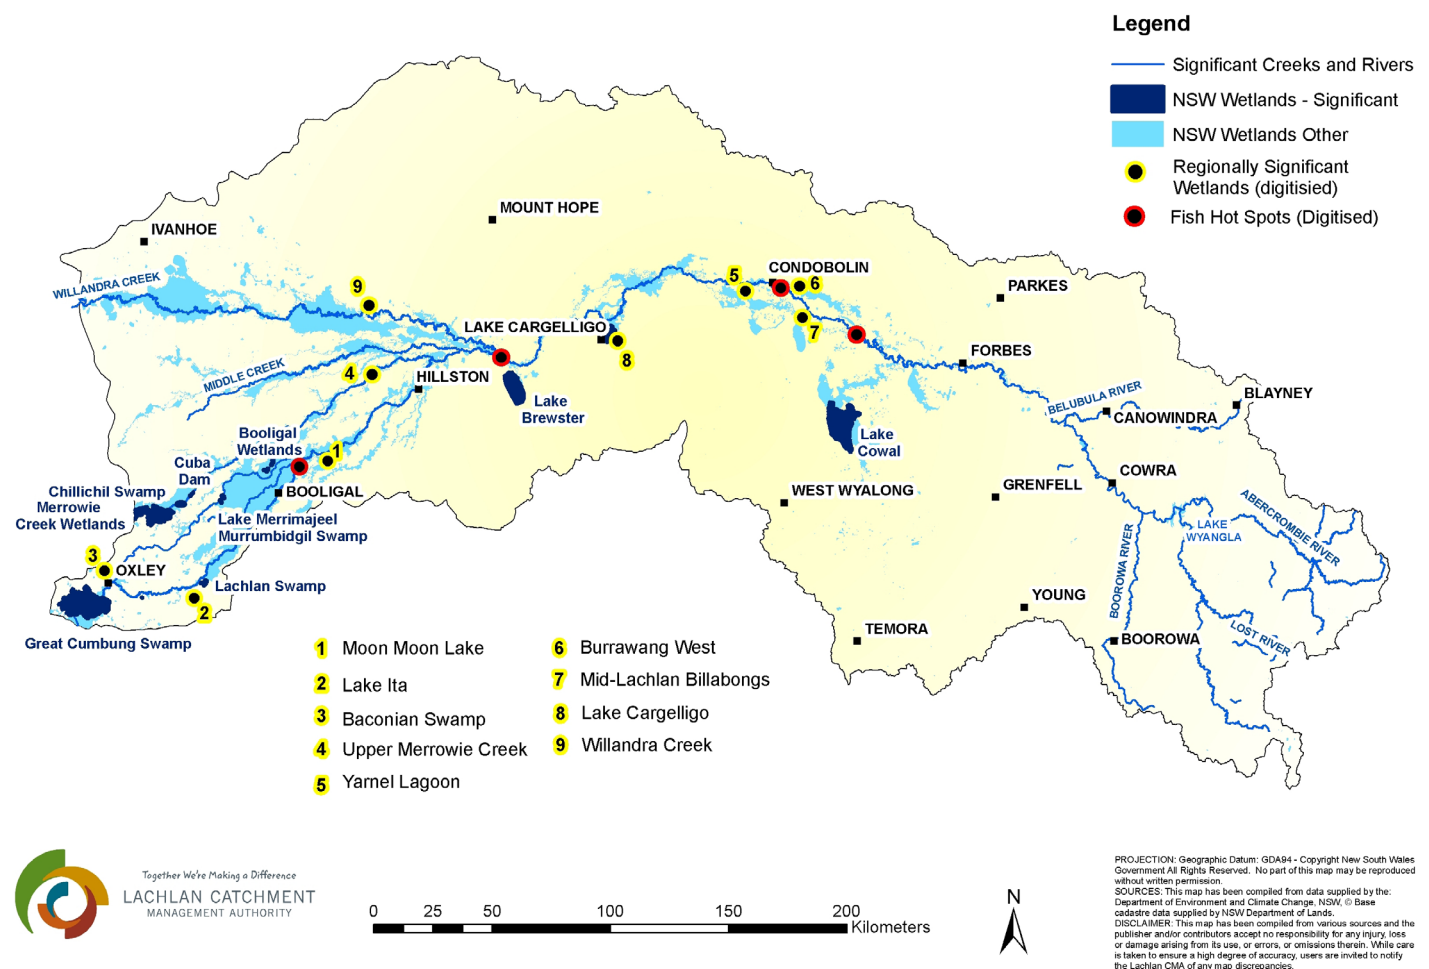 Legend
Significant Creeks and Rivers
NSW Wetlands - Significant
NSW Wetlands Other
Regionally Significant
Wetlands (digitisied)
Fish Hot Spots (Digitised)
MOUNT HOPE
IVANHOE
WILLANDRA CREEK
9
5
CONDOBOLIN
6
PARKES
LAKE CARGELLIGO
7
8
FORBES
MIDDLE CREEK
4
HILLSTON
Lake
Brewster
BELUBULA RIVER
BLAYNEY
CANOWINDRA
Booligal
Wetlands
1
Lake
Cowal
Cuba
Dam
COWRA
Chillichil Swamp
Merrowie
Creek Wetlands
BOOLIGAL
WEST WYALONG
GRENFELL
ABERCROMBIE RIVER
Lake Merrimajeel
Murrumbidgil Swamp
LAKE
WYANGLA
BOOROWA RIVER
3
OXLEY
Lachlan Swamp
2
YOUNG
TEMORA
BOOROWA
LOST RIVER
Great Cumbung Swamp
1 Moon Moon Lake
2 Lake Ita
3 Baconian Swamp
4 Upper Merrowie Creek
5 Yarnel Lagoon
6 Burrawang West
7 Mid-Lachlan Billabongs
8 Lake Cargelligo
9 Willandra Creek
Together We're Making a Difference
LACHLAN CATCHMENT
MANAGEMENT AUTHORITY
0 25 50 100 150 200
Kilometers
N
PROJECTION: Geographic Datum: GDA94 - Copyright New South Wales
Government All Rights Reserved. No part of this map may be reproduced
without written permission.
SOURCES: This map has been compiled from data supplied by the:
Department of Environment and Climate Change, NSW, © Base
cadastre data supplied by NSW Department of Lands.
DISCLAIMER: This map has been compiled from various sources and the
publisher and/or contributors accept no responsibility for any injury, loss
or damage arising from its use, or errors, or omissions therein. While care
is taken to ensure a high degree of accuracy, users are invited to notify
the Lachlan CMA of any map discrepancies.